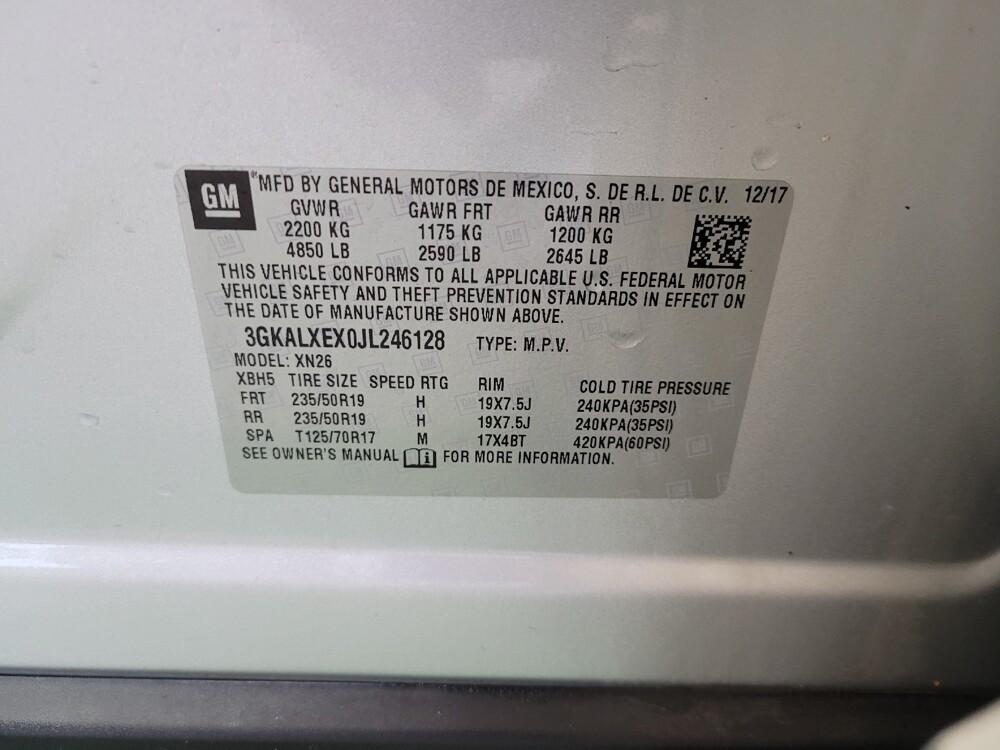 GM ® MFD BY GENERAL MOTORS DE MEXICO, S. DE R.L. DE C.V. 12/17
GVWR GAWR FRT GAWR RR
2200 KG 1175 KG 1200 KG
4850 LB 2590 LB 2645 LB
THIS VEHICLE CONFORMS TO ALL APPLICABLE U.S. FEDERAL MOTOR
VEHICLE SAFETY AND THEFT PREVENTION STANDARDS IN EFFECT ON
THE DATE OF MANUFACTURE SHOWN ABOVE.
3GKALXEX0JL246128 TYPE: M.P.V.
MODEL: XN26
XBH5 TIRE SIZE SPEED RTG RIM COLD TIRE PRESSURE
FRT 235/50R19 H 19X7.5J 240KPA(35PSI)
RR 235/50R19 H 19X7.5J 240KPA(35PSI)
SPA T125/70R17 M 17X4BT 420KPA(60PSI)
SEE OWNER'S MANUAL i FOR MORE INFORMATION.